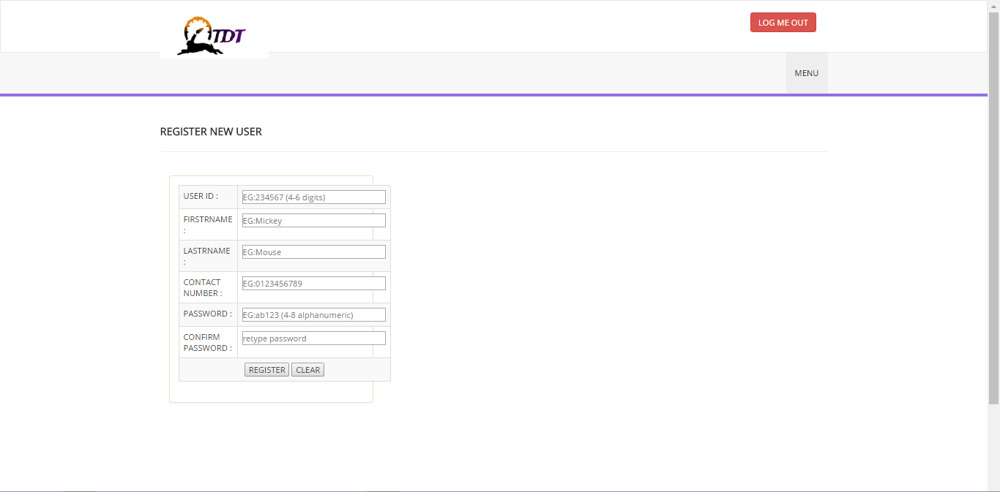 TDT
LOG ME OUT
MENU
REGISTER NEW USER
USER ID :
EG:234567 (4-6 digits)
FIRSTRNAME
:
EG:Mickey
LASTRNAME
:
EG:Mouse
CONTACT
NUMBER :
EG:0123456789
PASSWORD :
EG:ab123 (4-8 alphanumeric)
CONFIRM
PASSWORD :
retype password
REGISTER CLEAR